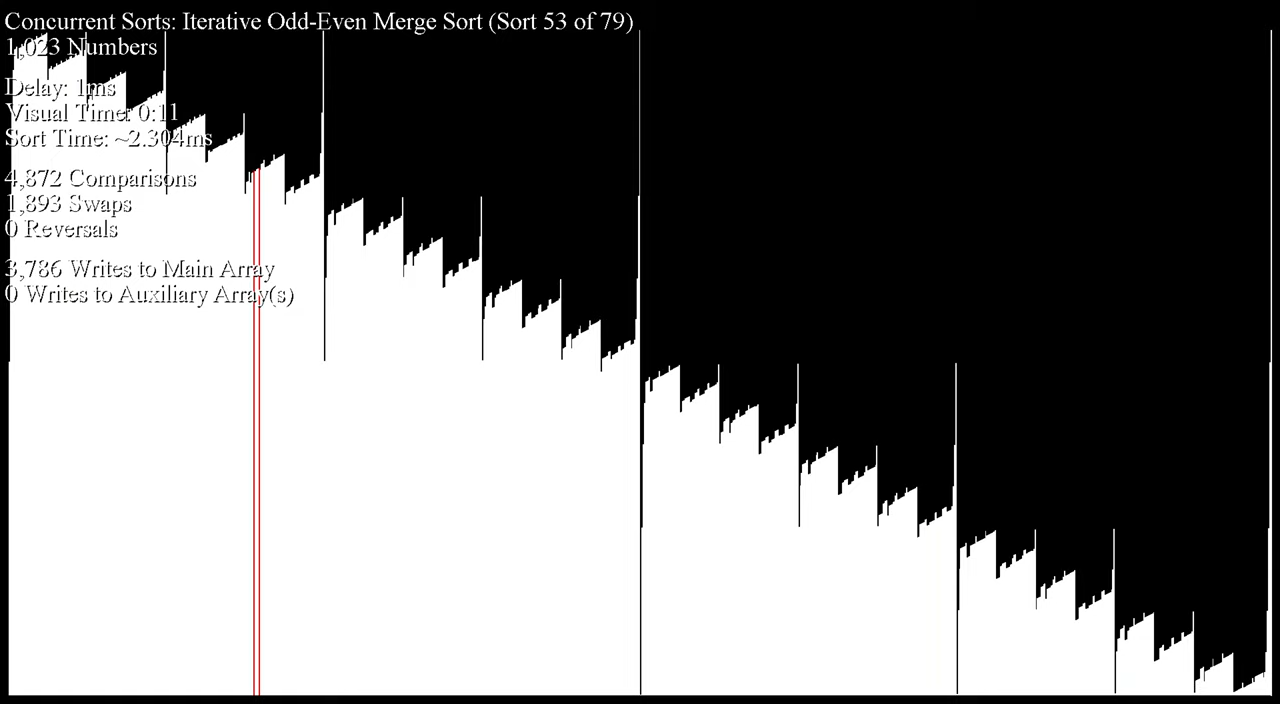 Concurrent Sorts: Iterative Odd-Even Merge Sort (Sort 53 of 79)
1,023 Numbers
Delay: 1ms
Visual Time: 0:11
Sort Time: ~2.304ms
4,872 Comparisons
1,893 Swaps
0 Reversals
3,786 Writes to Main Array
0 Writes to Auxiliary Array(s)